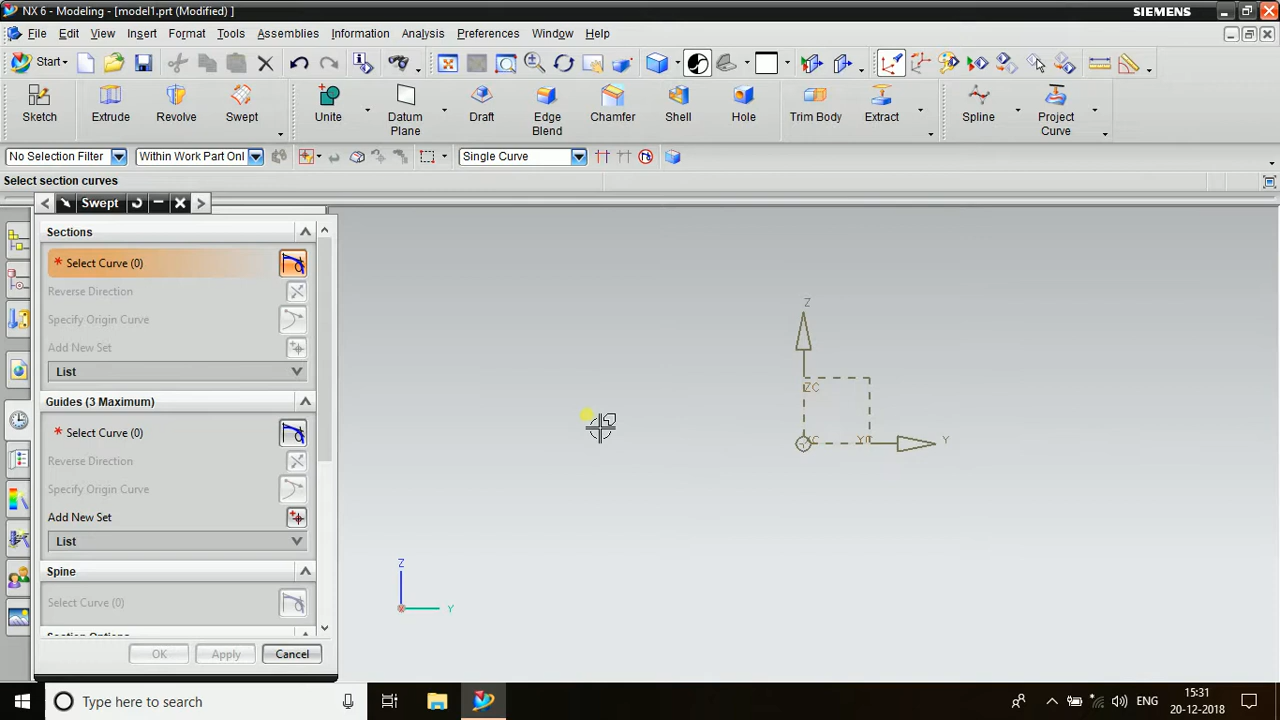 NX 6 - Modeling - [model1.prt (Modified) ]
SIEMENS
File Edit View Insert Format Tools Assemblies Information Analysis Preferences Window Help
Start
Sketch Extrude Revolve Swept Unite Datum Plane Draft Edge Blend Chamfer Shell Hole Trim Body Extract Spline Project Curve
No Selection Filter Within Work Part Onl Single Curve
Select section curves
Swept
Sections
* Select Curve (0)
Reverse Direction
Specify Origin Curve
Add New Set
List
Guides (3 Maximum)
* Select Curve (0)
Reverse Direction
Specify Origin Curve
Add New Set
List
Spine
Select Curve (0)
Section Options
OK Apply Cancel
Z
ZC
Y
Z
Y
Type here to search
ENG
15:31
20-12-2018